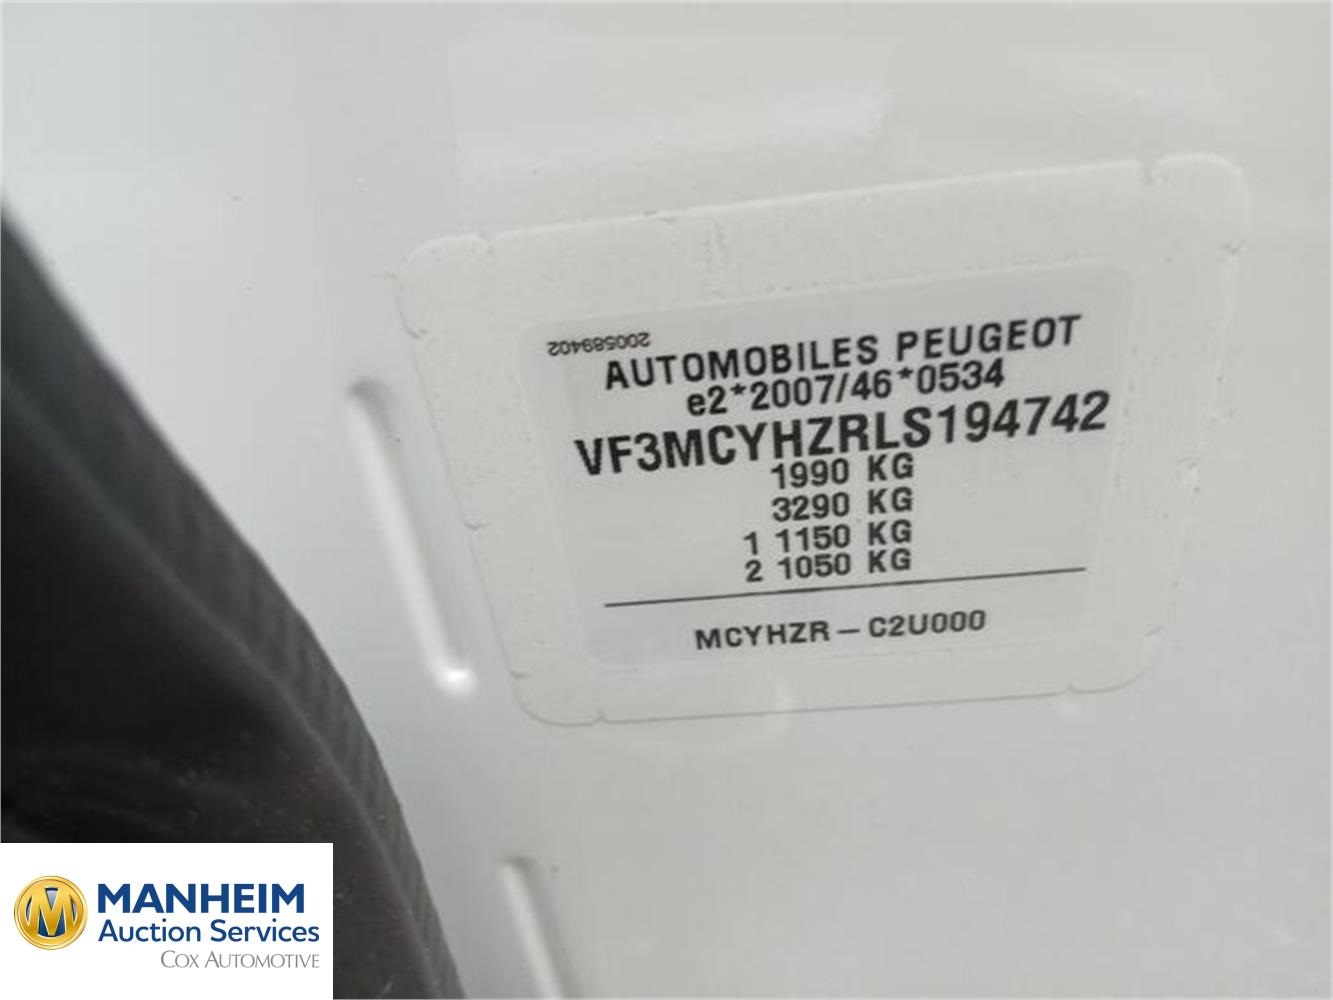 200589402
AUTOMOBILES PEUGEOT
e2*2007/46*0534
VF3MCYHZRLS194742
1990 KG
3290 KG
1 1150 KG
2 1050 KG
MCYHZR - C2U000
M MANHEIM
Auction Services
COX AUTOMOTIVE